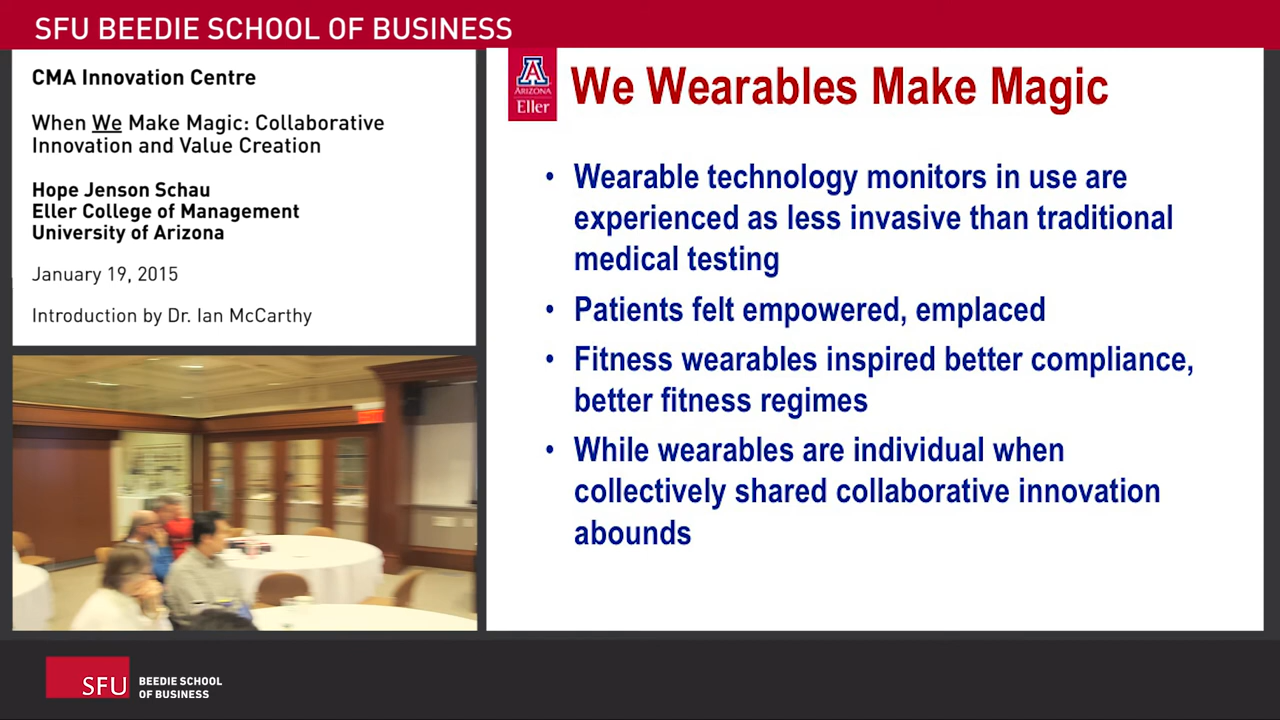 SFU BEEDIE SCHOOL OF BUSINESS
CMA Innovation Centre
When We Make Magic: Collaborative
Innovation and Value Creation
Hope Jenson Schau
Eller College of Management
University of Arizona
January 19, 2015
Introduction by Dr. Ian McCarthy
A
ARIZONA
Eller
We Wearables Make Magic
• Wearable technology monitors in use are
experienced as less invasive than traditional
medical testing
• Patients felt empowered, emplaced
• Fitness wearables inspired better compliance,
better fitness regimes
• While wearables are individual when
collectively shared collaborative innovation
abounds
SFU
BEEDIE SCHOOL
OF BUSINESS